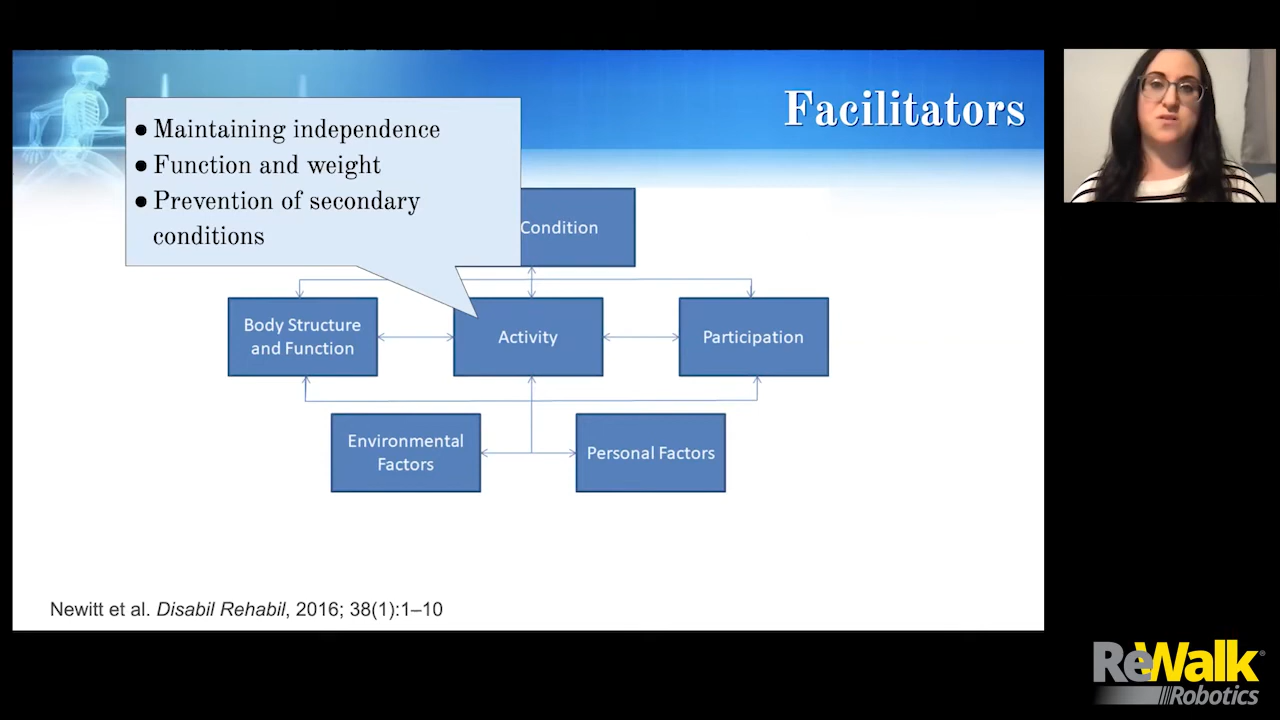 Facilitators
● Maintaining independence
● Function and weight
● Prevention of secondary
conditions
Condition
Body Structure
and Function
Activity
Participation
Environmental
Factors
Personal Factors
Newitt et al. Disabil Rehabil, 2016; 38(1):1–10
ReWalk®
Robotics